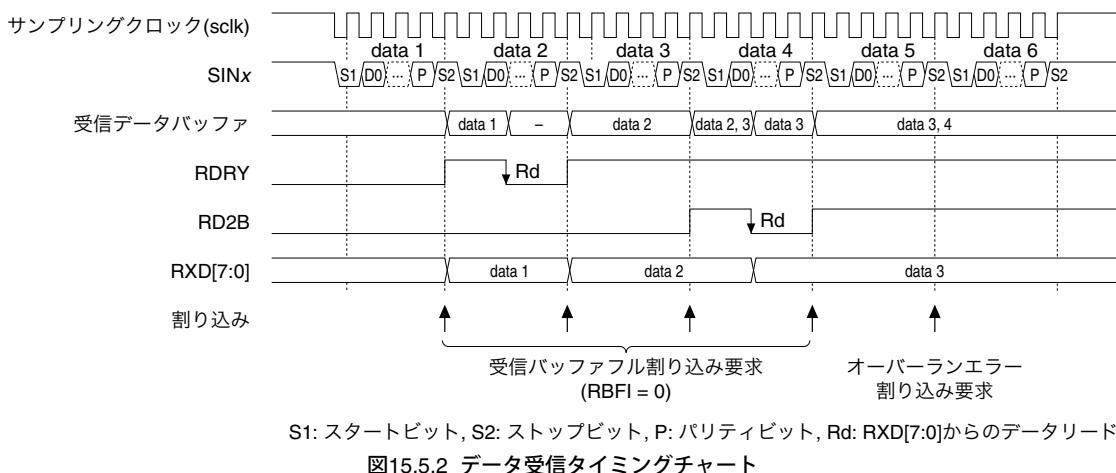 サンプリングクロック(sclk)
data 1 data 2 data 3 data 4 data 5 data 6
SINx S1 D0 ... P S2 S1 D0 ... P S2 S1 D0 ... P S2 S1 D0 ... P S2 S1 D0 ... P S2 S1 D0 ... P S2
受信データバッファ data 1 – data 2 data 2, 3 data 3 data 3, 4
RDRY Rd
RD2B Rd
RXD[7:0] data 1 data 2 data 3
割り込み
受信バッファフル割り込み要求
(RBFI = 0)
オーバーランエラー
割り込み要求
S1: スタートビット, S2: ストップビット, P: パリティビット, Rd: RXD[7:0]からのデータリード
図15.5.2 データ受信タイミングチャート